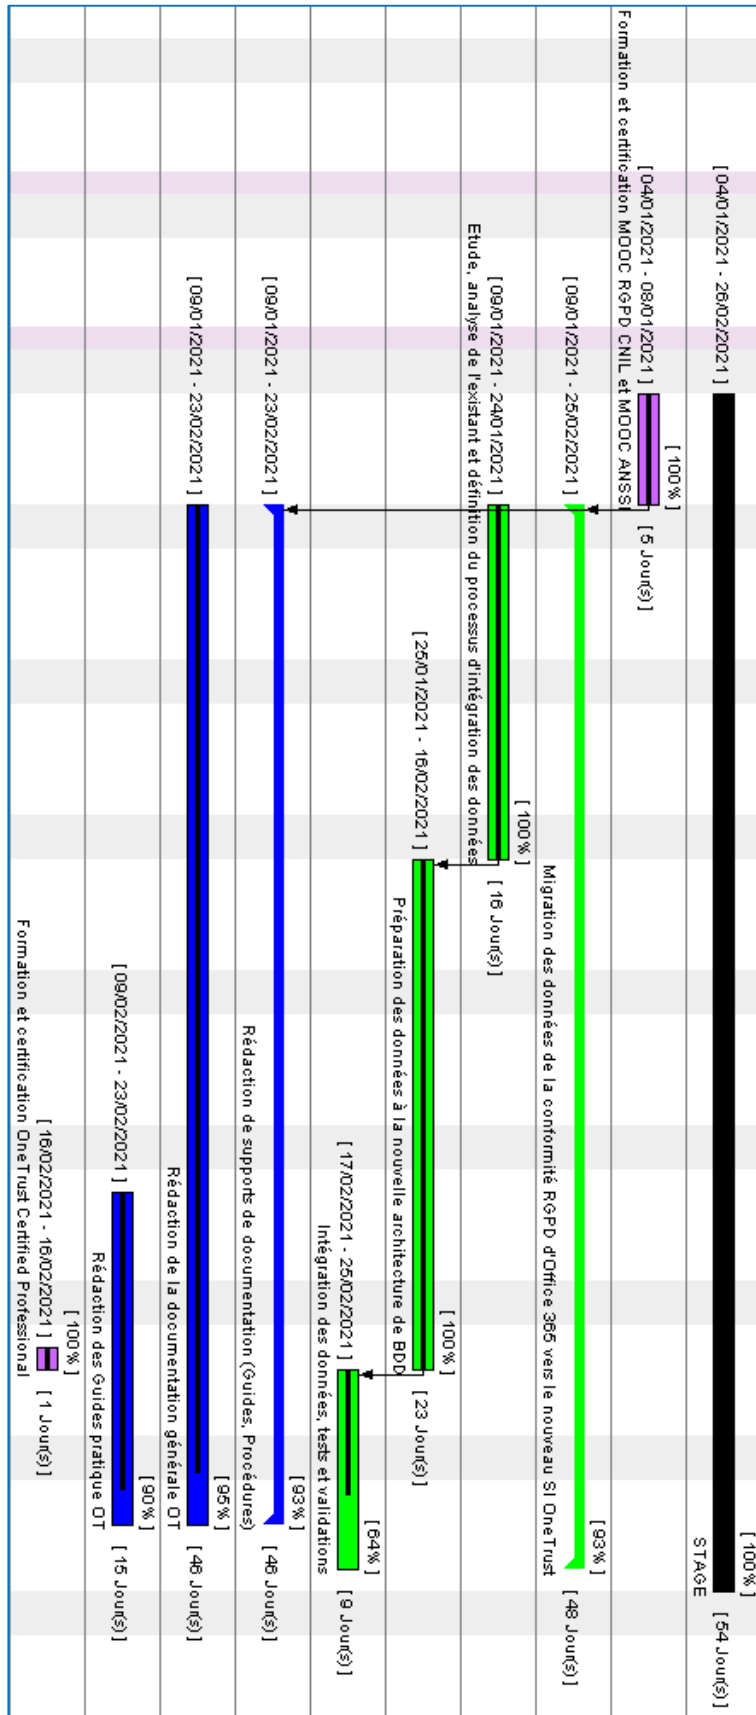 [ 100% ]
[ 04/01/2021 - 26/02/2021 ]
[ 54 Jour(s) ]
STAGE
[ 100% ]
[ 04/01/2021 - 08/01/2021 ]
[ 5 Jour(s) ]
Formation et certification MOOC RGPD CNIL et MOOC ANSSI
[ 93% ]
[ 09/01/2021 - 25/02/2021 ]
[ 48 Jour(s) ]
Migration des données de la conformité RGPD d'Office 365 vers le nouveau SI OneTrust
[ 100% ]
[ 09/01/2021 - 24/01/2021 ]
[ 16 Jour(s) ]
Etude, analyse de l'existant et définition du processus d'intégration des données
[ 100% ]
[ 25/01/2021 - 16/02/2021 ]
[ 23 Jour(s) ]
Préparation des données à la nouvelle architecture de BDD
[ 64% ]
[ 17/02/2021 - 25/02/2021 ]
[ 9 Jour(s) ]
Intégration des données, tests et validations
[ 93% ]
[ 09/01/2021 - 23/02/2021 ]
[ 46 Jour(s) ]
Rédaction de supports de documentation (Guides, Procédures)
[ 95% ]
[ 09/01/2021 - 23/02/2021 ]
[ 46 Jour(s) ]
Rédaction de la documentation générale OT
[ 90% ]
[ 09/02/2021 - 23/02/2021 ]
[ 15 Jour(s) ]
Rédaction des Guides pratique OT
[ 100% ]
[ 16/02/2021 - 16/02/2021 ]
[ 1 Jour(s) ]
Formation et certification OneTrust Certified Professional